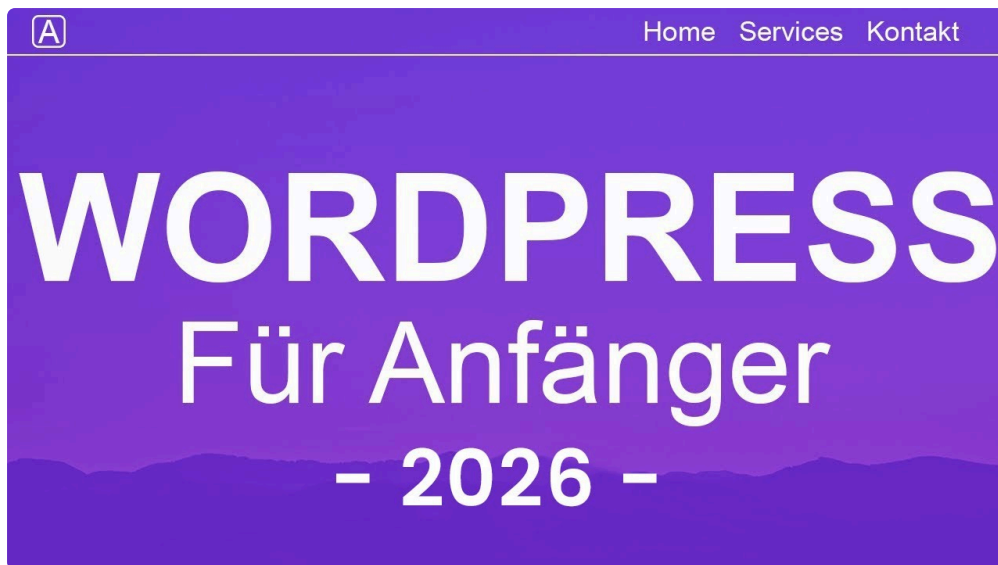 A
Home Services Kontakt
WORDPRESS
Für Anfänger
- 2026 -